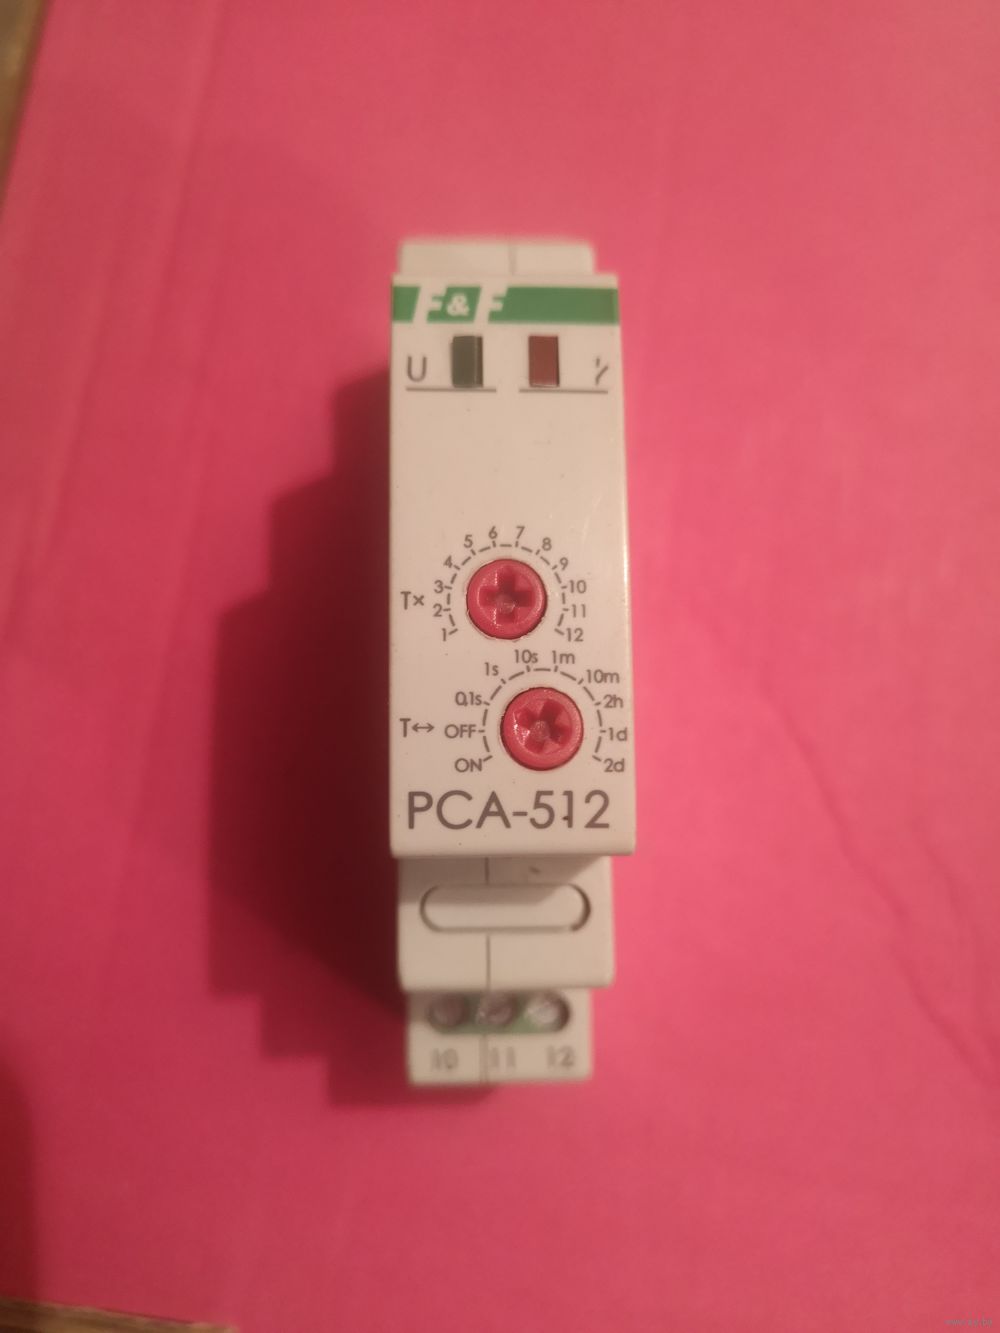 F&F
U
5 6 7 8
4 9
3 10
T× 2 11
1 12
10s 1m
1s 10m
0,1s 2h
T↔ OFF 1d
ON 2d
PCA-512
10 11 12